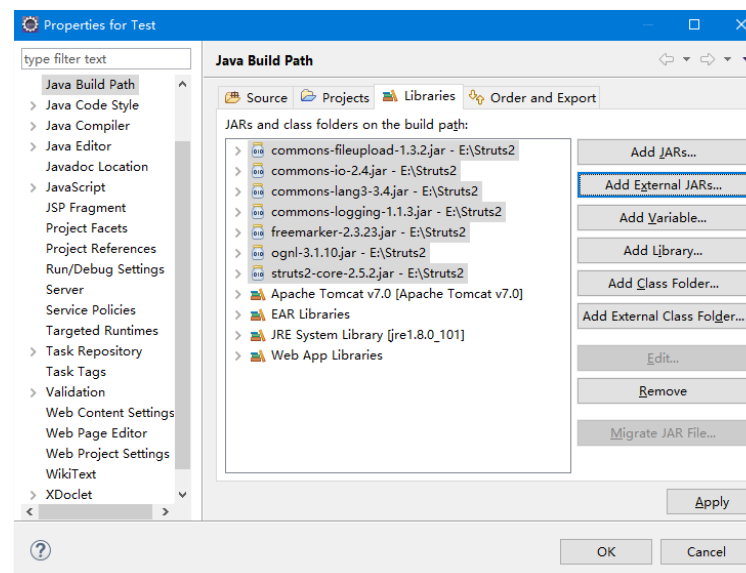 Properties for Test
type filter text
Java Build Path
Java Code Style
Java Compiler
Java Editor
Javadoc Location
JavaScript
JSP Fragment
Project Facets
Project References
Run/Debug Settings
Server
Service Policies
Targeted Runtimes
Task Repository
Task Tags
Validation
Web Content Settings
Web Page Editor
Web Project Settings
WikiText
XDoclet
Java Build Path
Source
Projects
Libraries
Order and Export
JARs and class folders on the build path:
commons-fileupload-1.3.2.jar - E:\Struts2
commons-io-2.4.jar - E:\Struts2
commons-lang3-3.4.jar - E:\Struts2
commons-logging-1.1.3.jar - E:\Struts2
freemarker-2.3.23.jar - E:\Struts2
ognl-3.1.10.jar - E:\Struts2
struts2-core-2.5.2.jar - E:\Struts2
Apache Tomcat v7.0 [Apache Tomcat v7.0]
EAR Libraries
JRE System Library [jre1.8.0_101]
Web App Libraries
Add JARs...
Add External JARs...
Add Variable...
Add Library...
Add Class Folder...
Add External Class Folder...
Edit...
Remove
Migrate JAR File...
Apply
OK
Cancel